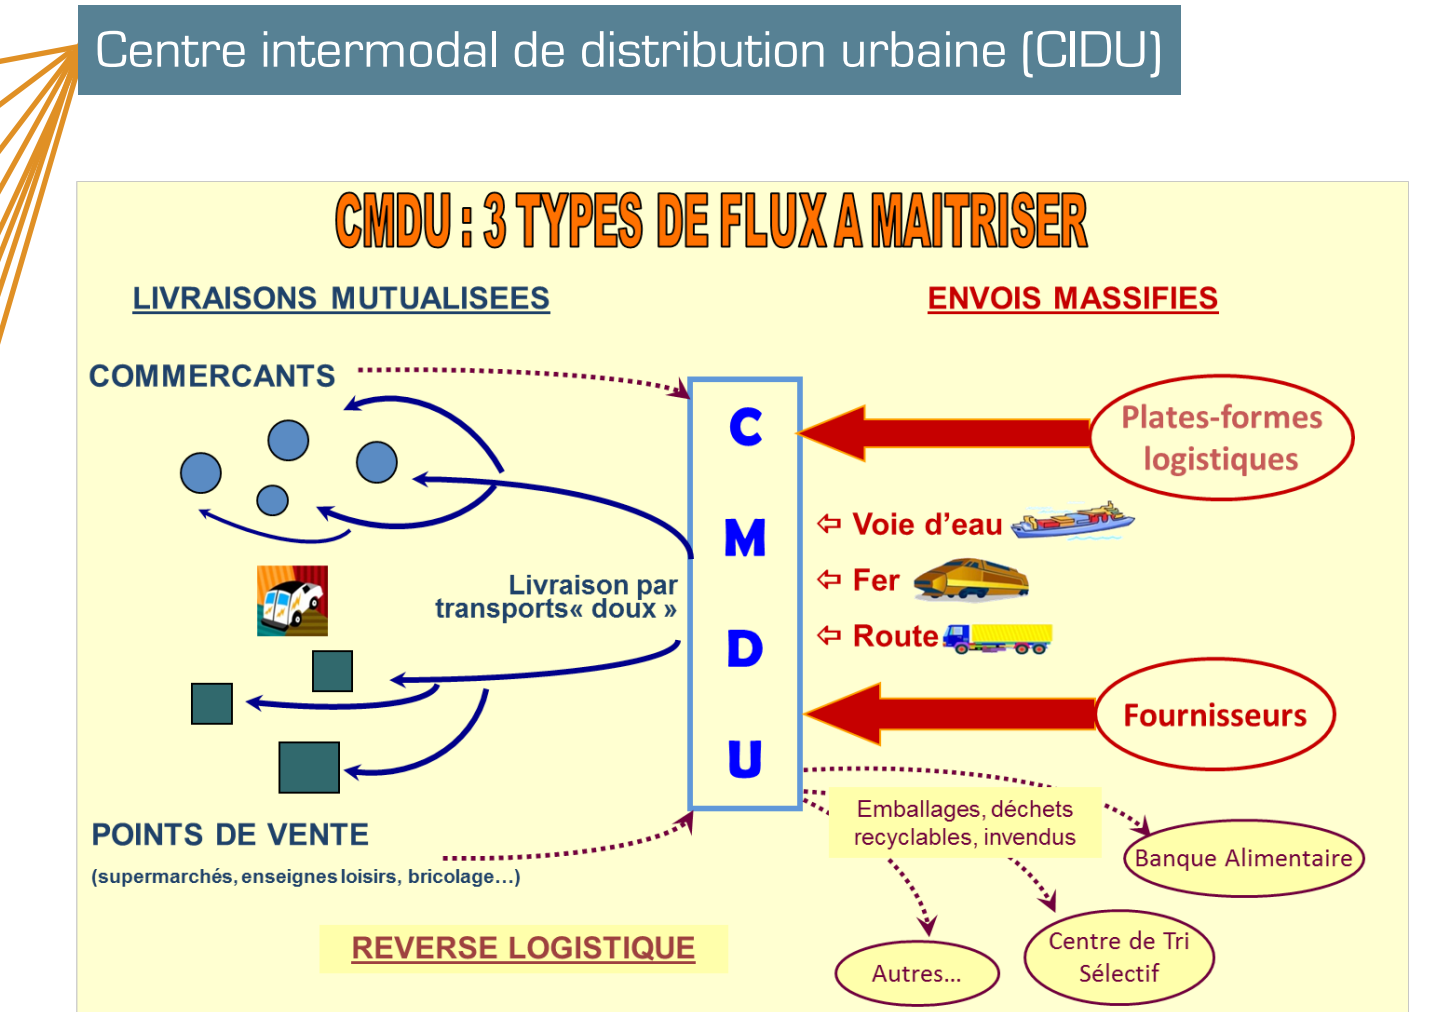 Centre intermodal de distribution urbaine (CIDU)
CMDU : 3 TYPES DE FLUX A MAITRISER
LIVRAISONS MUTUALISEES
ENVOIS MASSIFIES
COMMERCANTS
C
M
D
U
Plates-formes
logistiques
⇦ Voie d’eau
⇦ Fer
⇦ Route
Livraison par
transports« doux »
Fournisseurs
POINTS DE VENTE
(supermarchés, enseignes loisirs, bricolage…)
Emballages, déchets
recyclables, invendus
Banque Alimentaire
Centre de Tri
Sélectif
Autres…
REVERSE LOGISTIQUE